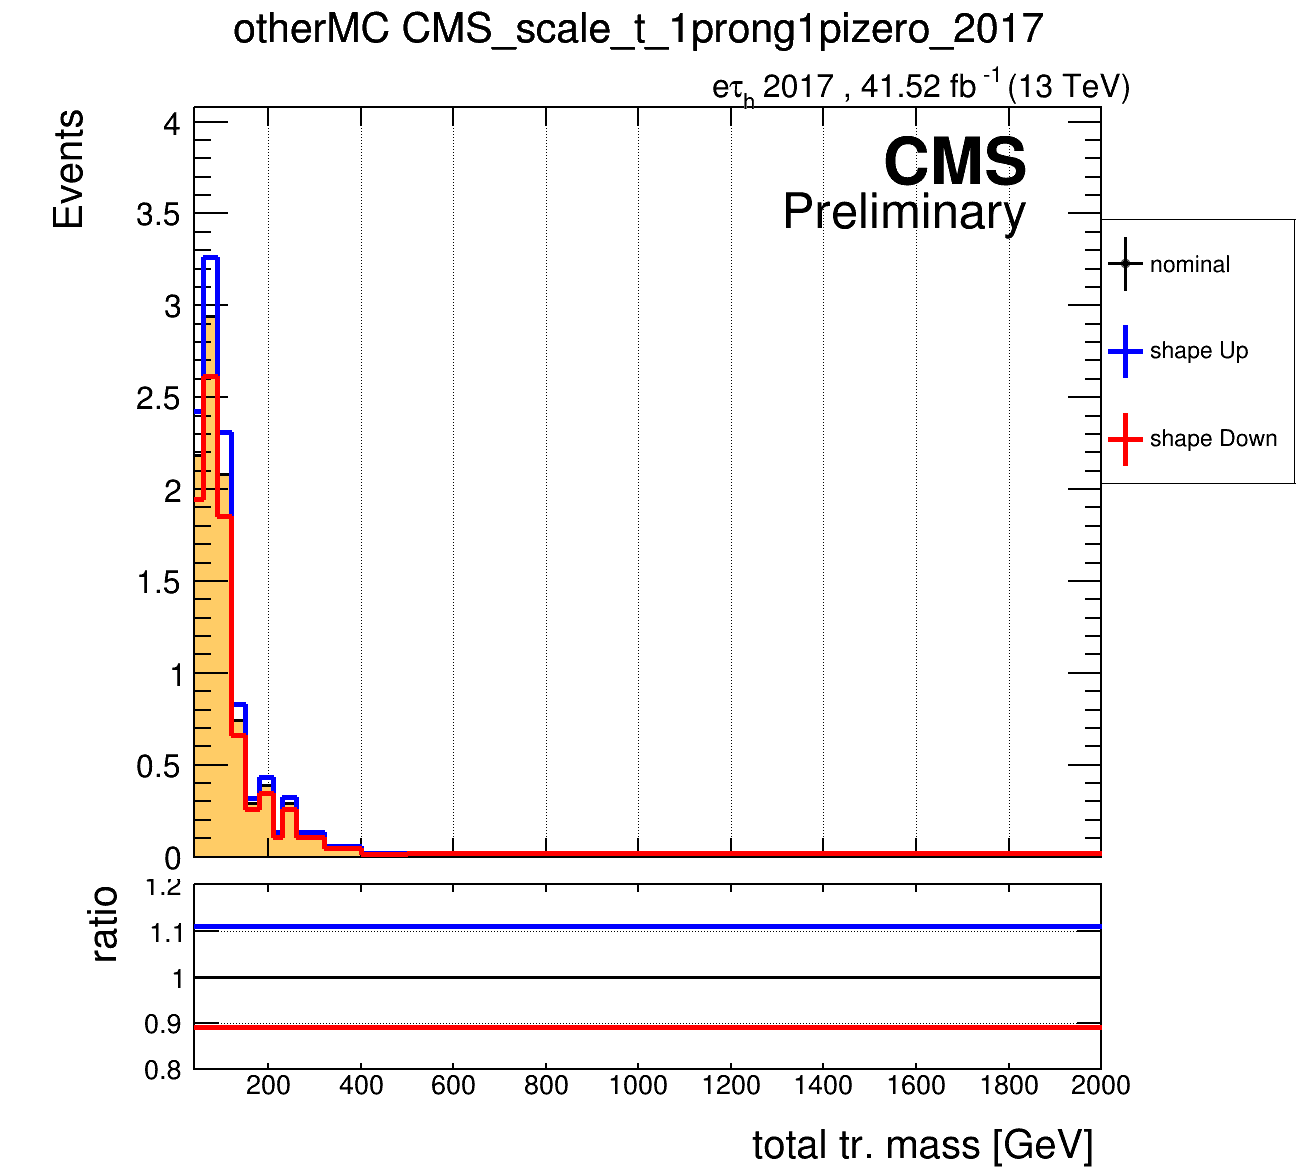 otherMC CMS_scale_t_1prong1pizero_2017
eτh 2017 , 41.52 fb -1 (13 TeV)
Events
CMS
Preliminary
4
3.5
3
2.5
2
1.5
1
0.5
0
nominal
shape Up
shape Down
ratio
1.2
1.1
1
0.9
0.8
200 400 600 800 1000 1200 1400 1600 1800 2000
total tr. mass [GeV]